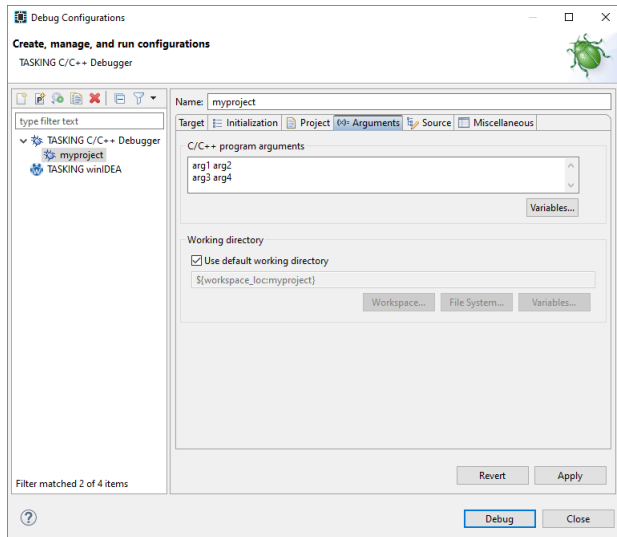 Debug Configurations
Create, manage, and run configurations
TASKING C/C++ Debugger
type filter text
TASKING C/C++ Debugger
myproject
TASKING winIDEA
Filter matched 2 of 4 items
Name: myproject
Target Initialization Project (x)= Arguments Source Miscellaneous
C/C++ program arguments
arg1 arg2
arg3 arg4
Variables...
Working directory
Use default working directory
${workspace_loc:myproject}
Workspace... File System... Variables...
Revert Apply
Debug Close